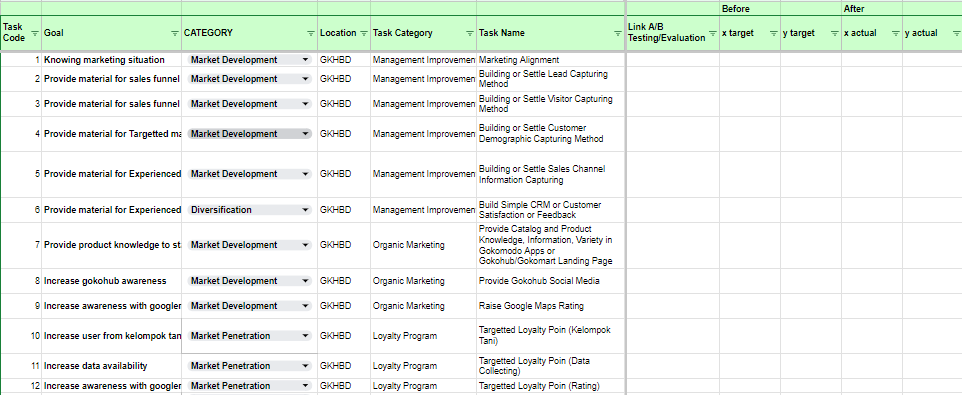 Before After
Task Code Goal CATEGORY Location Task Category Task Name Link A/B Testing/Evaluation x target y target x actual y actual
1 Knowing marketing situation Market Development GKHBD Management Improvemen Marketing Alignment
2 Provide material for sales funnel Market Development GKHBD Management Improvemen Building or Settle Lead Capturing Method
3 Provide material for sales funnel Market Development GKHBD Management Improvemen Building or Settle Visitor Capturing Method
4 Provide material for Targetted ma Market Development GKHBD Management Improvemen Building or Settle Customer Demographic Capturing Method
5 Provide material for Experienced Market Development GKHBD Management Improvemen Building or Settle Sales Channel Information Capturing
6 Provide material for Experienced Diversification GKHBD Management Improvemen Build Simple CRM or Customer Satisfaction or Feedback
7 Provide product knowledge to st Market Development GKHBD Organic Marketing Provide Catalog and Product Knowledge, Information, Variety in Gokomodo Apps or Gokohub/Gokomart Landing Page
8 Increase gokohub awareness Market Development GKHBD Organic Marketing Provide Gokohub Social Media
9 Increase awareness with googler Market Development GKHBD Organic Marketing Raise Google Maps Rating
10 Increase user from kelompok tan Market Penetration GKHBD Loyalty Program Targetted Loyalty Poin (Kelompok Tani)
11 Increase data availability Market Penetration GKHBD Loyalty Program Targetted Loyalty Poin (Data Collecting)
12 Increase awareness with googler Market Penetration GKHBD Loyalty Program Targetted Loyalty Poin (Rating)